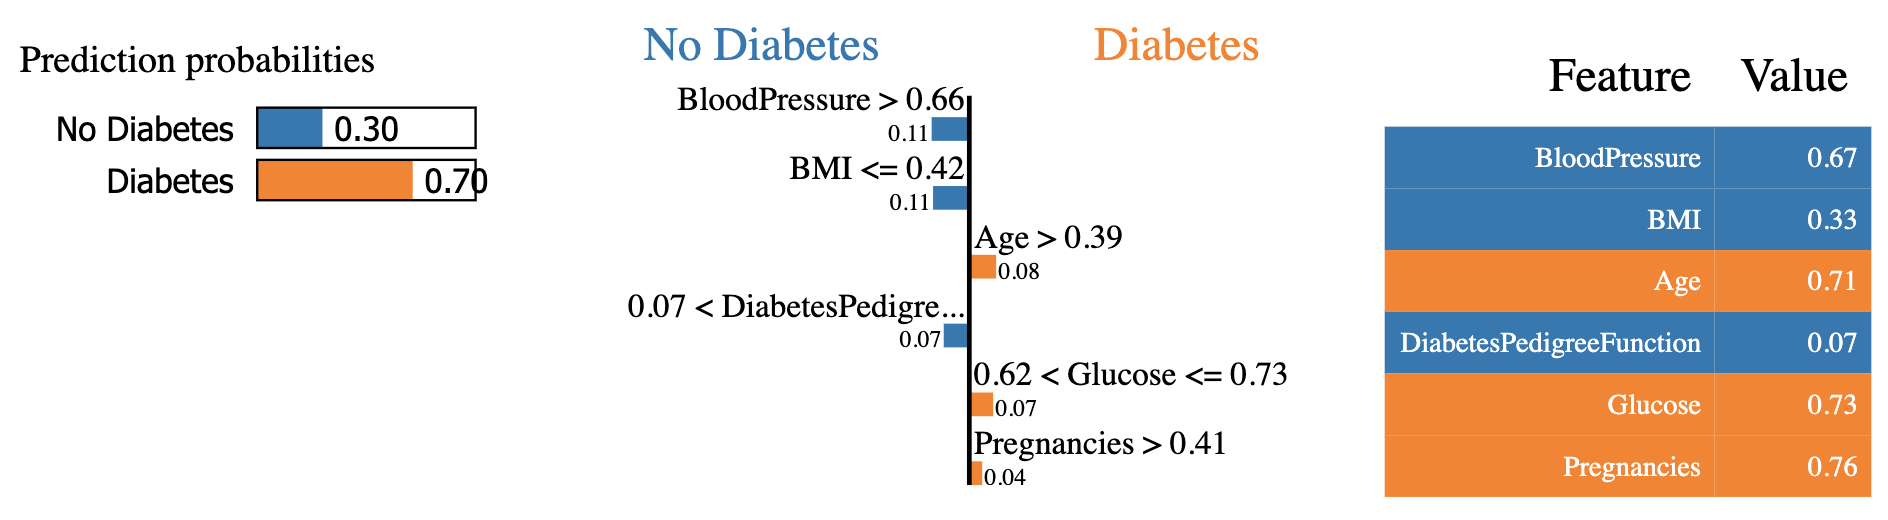 Prediction probabilities
No Diabetes 0.30
Diabetes 0.70
No Diabetes Diabetes
BloodPressure > 0.66
0.11
BMI <= 0.42
0.11
Age > 0.39
0.08
0.07 < DiabetesPedigre...
0.07
0.62 < Glucose <= 0.73
0.07
Pregnancies > 0.41
0.04
Feature Value
BloodPressure 0.67
BMI 0.33
Age 0.71
DiabetesPedigreeFunction 0.07
Glucose 0.73
Pregnancies 0.76